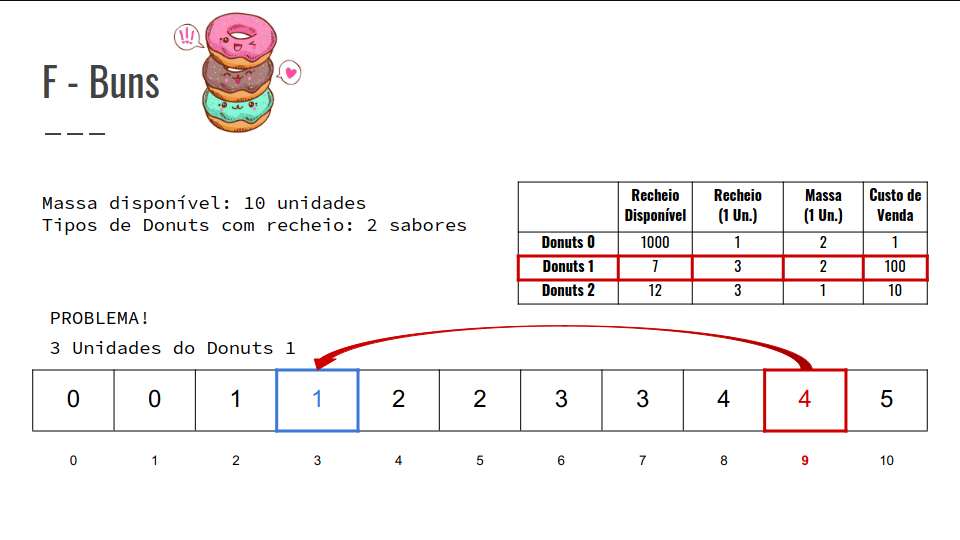 F - Buns
!!!
Massa disponível: 10 unidades
Tipos de Donuts com recheio: 2 sabores
Recheio Disponível Recheio (1 Un.) Massa (1 Un.) Custo de Venda
Donuts 0 1000 1 2 1
Donuts 1 7 3 2 100
Donuts 2 12 3 1 10
PROBLEMA!
3 Unidades do Donuts 1
0 0 1 1 2 2 3 3 4 4 5
0 1 2 3 4 5 6 7 8 9 10